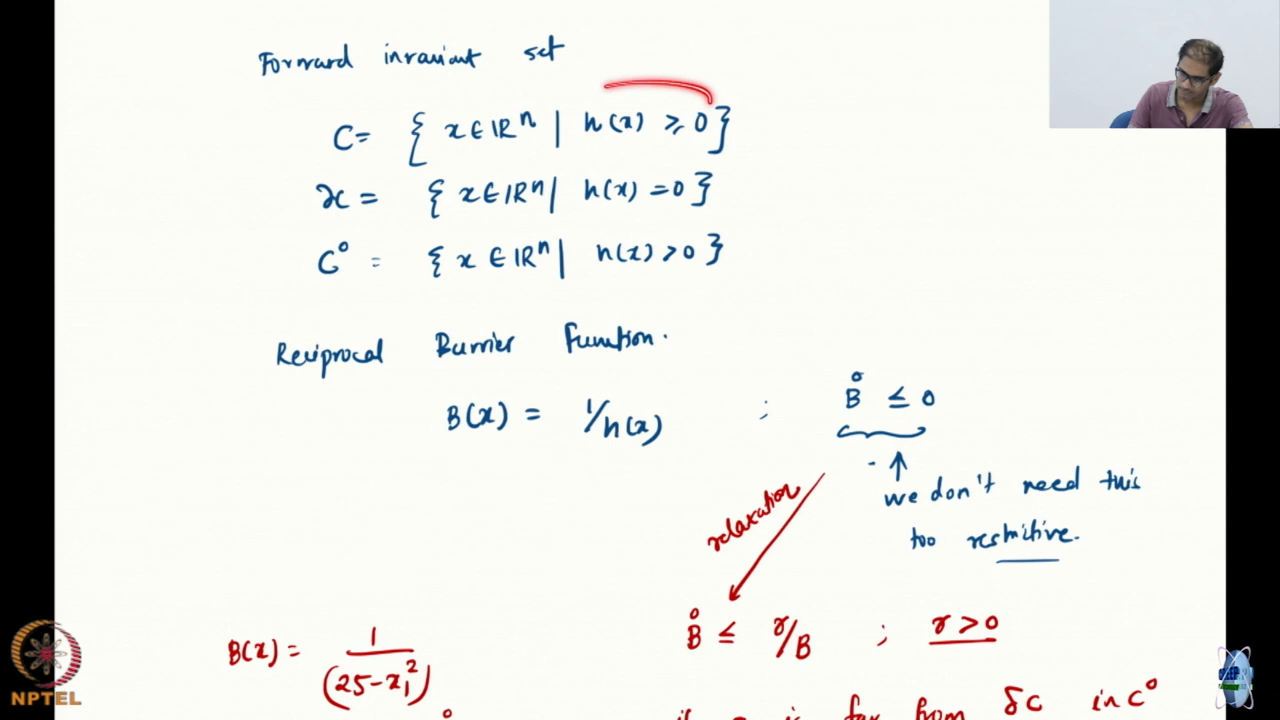 Forward invariant set
C = { x ∈ ℝⁿ | h(x) ≥ 0 }
∂C = { x ∈ ℝⁿ | h(x) = 0 }
C° = { x ∈ ℝⁿ | h(x) > 0 }
Reciprocal Barrier Function.
B(x) = 1/h(x) ; Ḃ ≤ 0
we don't need this
too restrictive.
relaxation
Ḃ ≤ γ/B ; γ > 0
B(x) = 1/(25-x₁²)
far from δC in C°
NPTEL